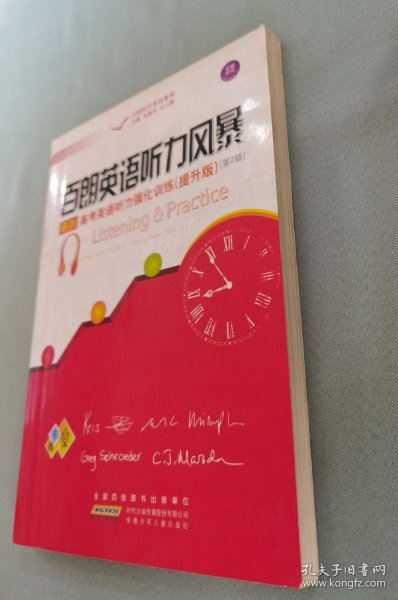 百朗英语听力风暴
高考英语听力强化训练(提升版)[第2辑]
Listening & Practice
Kris
Greg Schroeder C.J. Marsden
全国百佳图书出版单位
时代出版传媒股份有限公司
安徽少年儿童出版社
孔夫子旧书网
www.kongfz.com